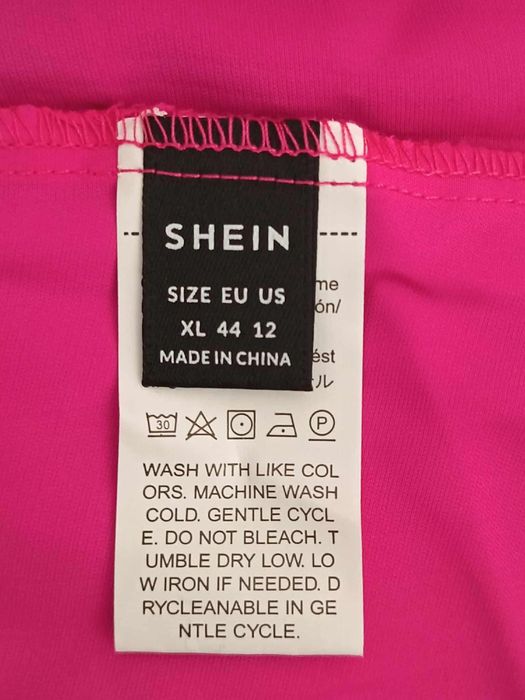 SHEIN
SIZE EU US
XL 44 12
MADE IN CHINA
30
P
WASH WITH LIKE COL
ORS. MACHINE WASH
COLD. GENTLE CYCL
E. DO NOT BLEACH. T
UMBLE DRY LOW. LO
W IRON IF NEEDED. D
RYCLEANABLE IN GE
NTLE CYCLE.